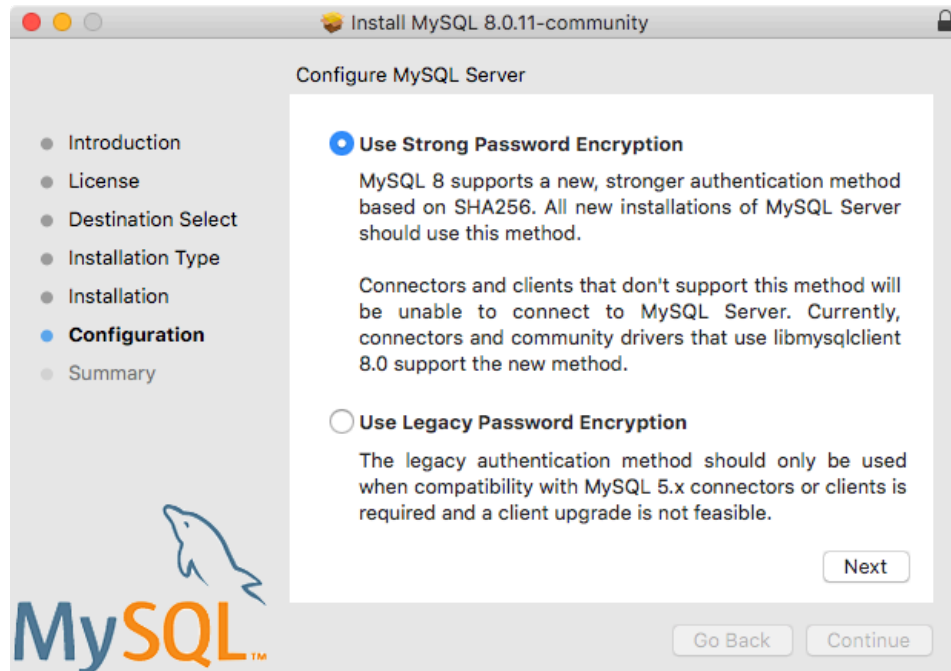 Install MySQL 8.0.11-community
Configure MySQL Server
Introduction
License
Destination Select
Installation Type
Installation
Configuration
Summary
Use Strong Password Encryption
MySQL 8 supports a new, stronger authentication method
based on SHA256. All new installations of MySQL Server
should use this method.
Connectors and clients that don't support this method will
be unable to connect to MySQL Server. Currently,
connectors and community drivers that use libmysqlclient
8.0 support the new method.
Use Legacy Password Encryption
The legacy authentication method should only be used
when compatibility with MySQL 5.x connectors or clients is
required and a client upgrade is not feasible.
Next
MySQL™
Go Back
Continue